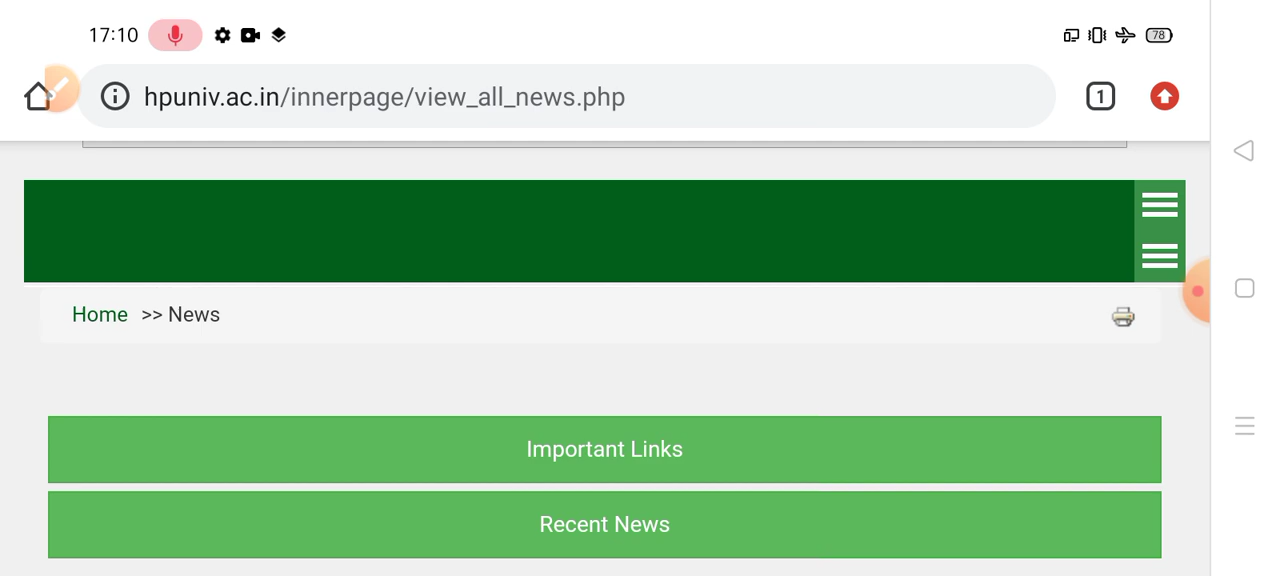 17:10
78
hpuniv.ac.in/innerpage/view_all_news.php
1
Home >> News
Important Links
Recent News